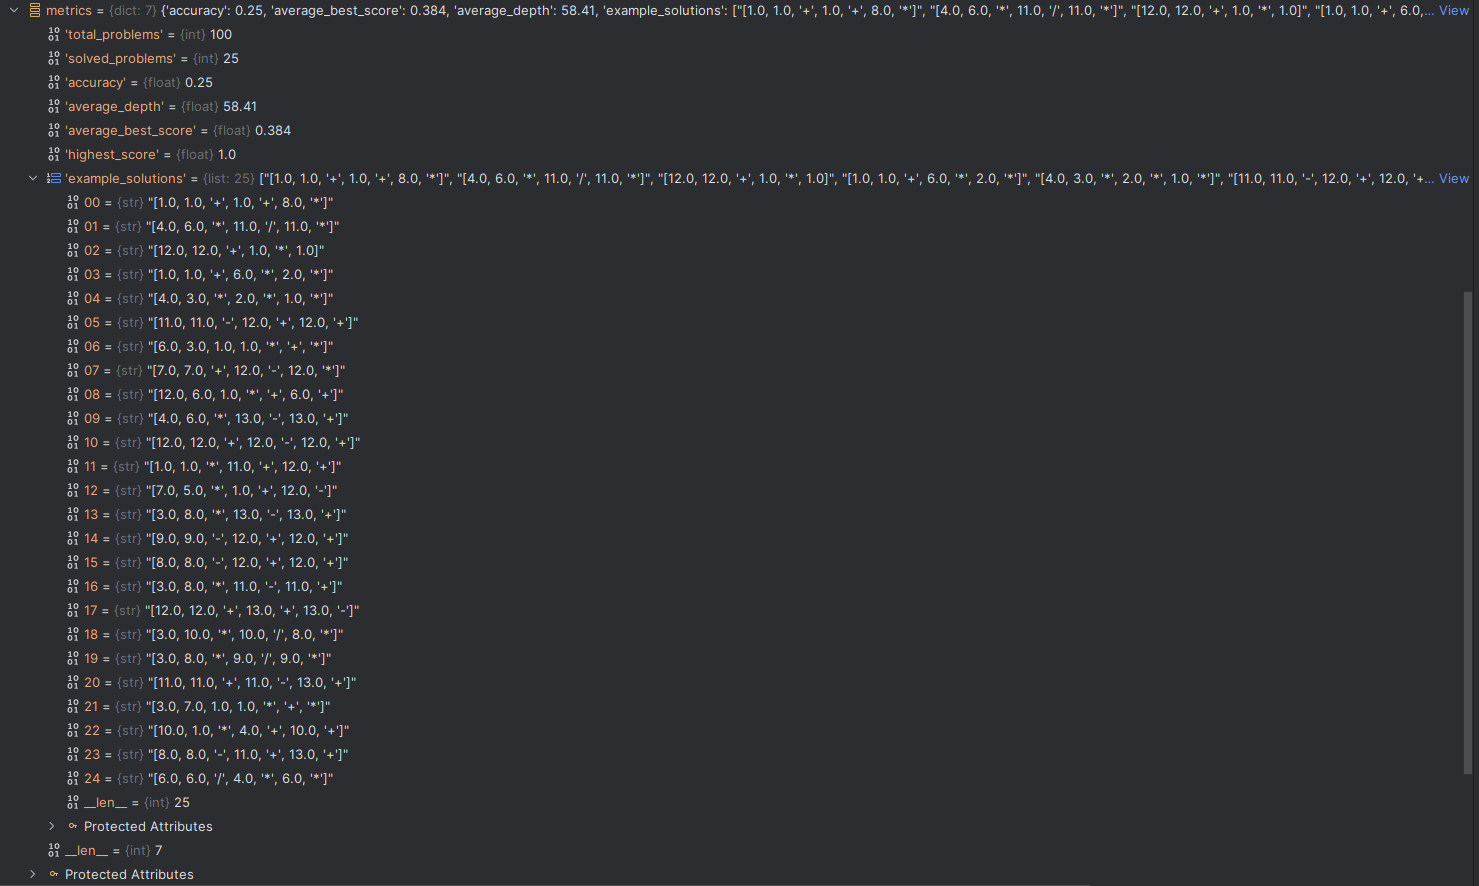 metrics = {dict: 7} {'accuracy': 0.25, 'average_best_score': 0.384, 'average_depth': 58.41, 'example_solutions': ["[1.0, 1.0, '+', 1.0, '+', 8.0, '*']", "[4.0, 6.0, '*', 11.0, '/', 11.0, '*']", "[12.0, 12.0, '+', 1.0, '*', 1.0]", "[1.0, 1.0, '+', 6.0,... View
'total_problems' = {int} 100
'solved_problems' = {int} 25
'accuracy' = {float} 0.25
'average_depth' = {float} 58.41
'average_best_score' = {float} 0.384
'highest_score' = {float} 1.0
'example_solutions' = {list: 25} ["[1.0, 1.0, '+', 1.0, '+', 8.0, '*']", "[4.0, 6.0, '*', 11.0, '/', 11.0, '*']", "[12.0, 12.0, '+', 1.0, '*', 1.0]", "[1.0, 1.0, '+', 6.0, '*', 2.0, '*']", "[4.0, 3.0, '*', 2.0, '*', 1.0, '*']", "[11.0, 11.0, '-', 12.0, '+', 12.0, '+... View
00 = {str} "[1.0, 1.0, '+', 1.0, '+', 8.0, '*']"
01 = {str} "[4.0, 6.0, '*', 11.0, '/', 11.0, '*']"
02 = {str} "[12.0, 12.0, '+', 1.0, '*', 1.0]"
03 = {str} "[1.0, 1.0, '+', 6.0, '*', 2.0, '*']"
04 = {str} "[4.0, 3.0, '*', 2.0, '*', 1.0, '*']"
05 = {str} "[11.0, 11.0, '-', 12.0, '+', 12.0, '+']"
06 = {str} "[6.0, 3.0, 1.0, 1.0, '*', '+', '*']"
07 = {str} "[7.0, 7.0, '+', 12.0, '-', 12.0, '*']"
08 = {str} "[12.0, 6.0, 1.0, '*', '+', 6.0, '+']"
09 = {str} "[4.0, 6.0, '*', 13.0, '-', 13.0, '+']"
10 = {str} "[12.0, 12.0, '+', 12.0, '-', 12.0, '+']"
11 = {str} "[1.0, 1.0, '*', 11.0, '+', 12.0, '+']"
12 = {str} "[7.0, 5.0, '*', 1.0, '+', 12.0, '-']"
13 = {str} "[3.0, 8.0, '*', 13.0, '-', 13.0, '+']"
14 = {str} "[9.0, 9.0, '-', 12.0, '+', 12.0, '+']"
15 = {str} "[8.0, 8.0, '-', 12.0, '+', 12.0, '+']"
16 = {str} "[3.0, 8.0, '*', 11.0, '-', 11.0, '+']"
17 = {str} "[12.0, 12.0, '+', 13.0, '+', 13.0, '-']"
18 = {str} "[3.0, 10.0, '*', 10.0, '/', 8.0, '*']"
19 = {str} "[3.0, 8.0, '*', 9.0, '/', 9.0, '*']"
20 = {str} "[11.0, 11.0, '+', 11.0, '-', 13.0, '+']"
21 = {str} "[3.0, 7.0, 1.0, 1.0, '*', '+', '*']"
22 = {str} "[10.0, 1.0, '*', 4.0, '+', 10.0, '+']"
23 = {str} "[8.0, 8.0, '-', 11.0, '+', 13.0, '+']"
24 = {str} "[6.0, 6.0, '/', 4.0, '*', 6.0, '*']"
__len__ = {int} 25
Protected Attributes
__len__ = {int} 7
Protected Attributes